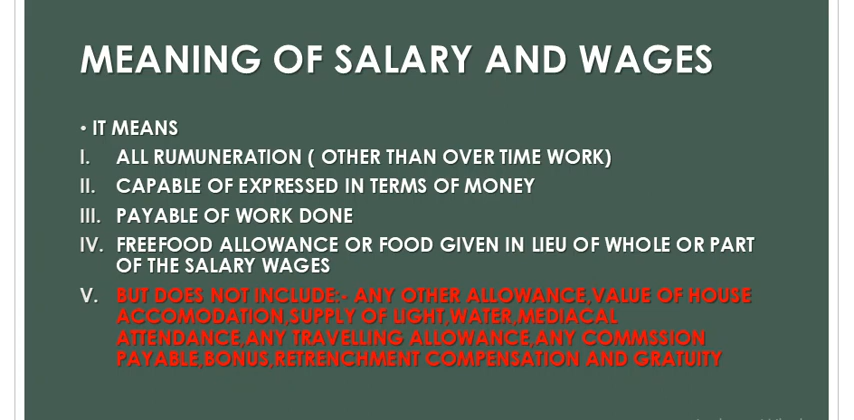 MEANING OF SALARY AND WAGES
• IT MEANS
I. ALL RUMUNERATION ( OTHER THAN OVER TIME WORK)
II. CAPABLE OF EXPRESSED IN TERMS OF MONEY
III. PAYABLE OF WORK DONE
IV. FREEFOOD ALLOWANCE OR FOOD GIVEN IN LIEU OF WHOLE OR PART
OF THE SALARY WAGES
V. BUT DOES NOT INCLUDE:- ANY OTHER ALLOWANCE,VALUE OF HOUSE
ACCOMODATION,SUPPLY OF LIGHT,WATER,MEDIACAL
ATTENDANCE,ANY TRAVELLING ALLOWANCE,ANY COMMSSION
PAYABLE,BONUS,RETRENCHMENT COMPENSATION AND GRATUITY